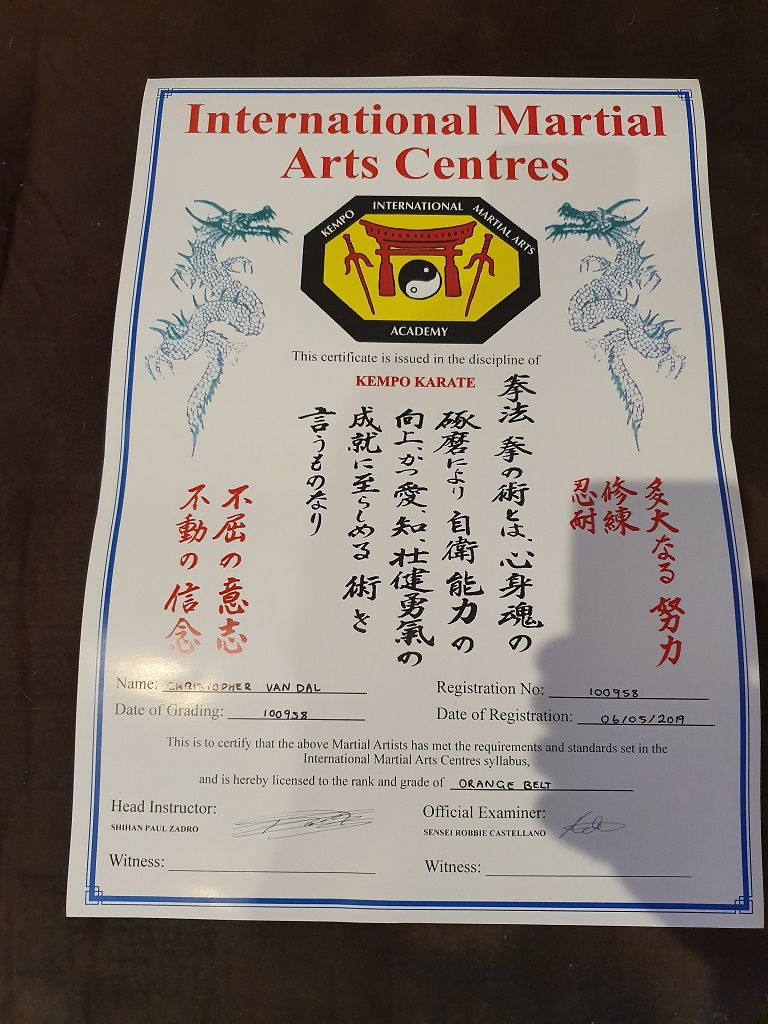 International Martial
Arts Centres
KEMPO INTERNATIONAL MARTIAL ARTS
ACADEMY
This certificate is issued in the discipline of
KEMPO KARATE
拳法 拳の術とは、心身魂の
琢磨により 自衛能力の
向上、かつ愛、知、壮健勇氣の
成就に至らしめる 術を
言うものなり
多大なる 努力
修練
忍耐
不屈の意志
不動の信念
Name: CHRISTOPHER VAN DAL
Registration No: 100958
Date of Grading: 100958
Date of Registration: 06/05/2019
This is to certify that the above Martial Artists has met the requirements and standards set in the
International Martial Arts Centres syllabus,
and is hereby licensed to the rank and grade of ORANGE BELT
Head Instructor:
SHIHAN PAUL ZADRO
Official Examiner:
SENSEI ROBBIE CASTELLANO
Witness:
Witness: